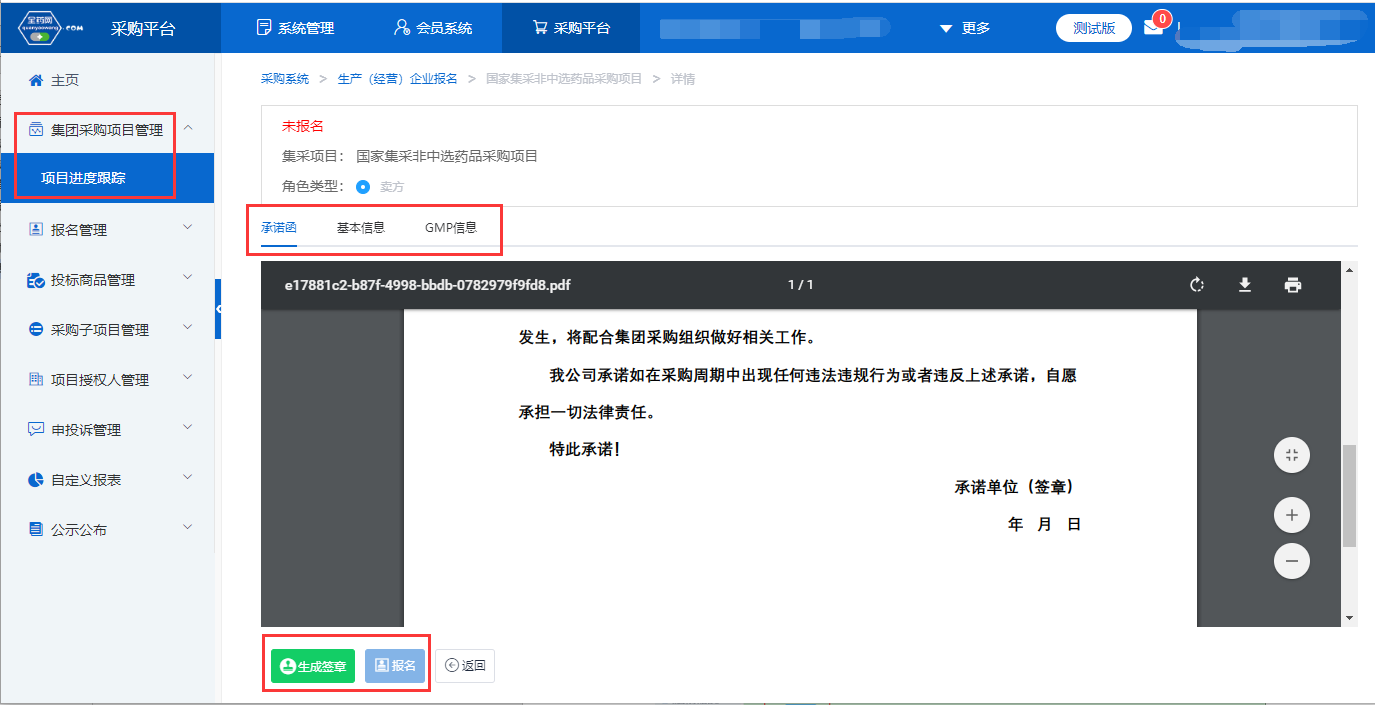 全药网
quanyaowang.com
采购平台
系统管理
会员系统
采购平台
更多
测试版
0
主页
集团采购项目管理
项目进度跟踪
报名管理
投标商品管理
采购子项目管理
项目授权人管理
申投诉管理
自定义报表
公示公布
采购系统 > 生产（经营）企业报名 > 国家集采非中选药品采购项目 > 详情
未报名
集采项目： 国家集采非中选药品采购项目
角色类型： 卖方
承诺函 基本信息 GMP信息
e17881c2-b87f-4998-bbdb-0782979f9fd8.pdf 1 / 1
发生，将配合集团采购组织做好相关工作。
我公司承诺如在采购周期中出现任何违法违规行为或者违反上述承诺，自愿
承担一切法律责任。
特此承诺！
承诺单位（签章）
年 月 日
生成签章 报名 返回